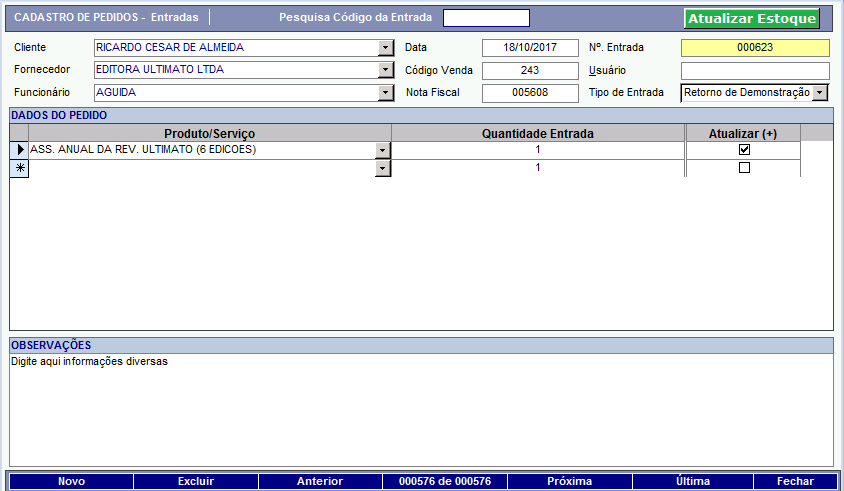 CADASTRO DE PEDIDOS - Entradas Pesquisa Código da Entrada Atualizar Estoque
Cliente RICARDO CESAR DE ALMEIDA Data 18/10/2017 Nº. Entrada 000623
Fornecedor EDITORA ULTIMATO LTDA Código Venda 243 Usuário
Funcionário AGUIDA Nota Fiscal 005608 Tipo de Entrada Retorno de Demonstração
DADOS DO PEDIDO
Produto/Serviço Quantidade Entrada Atualizar (+)
ASS. ANUAL DA REV. ULTIMATO (6 EDICOES) 1
1
OBSERVAÇÕES
Digite aqui informações diversas
Novo Excluir Anterior 000576 de 000576 Próxima Última Fechar